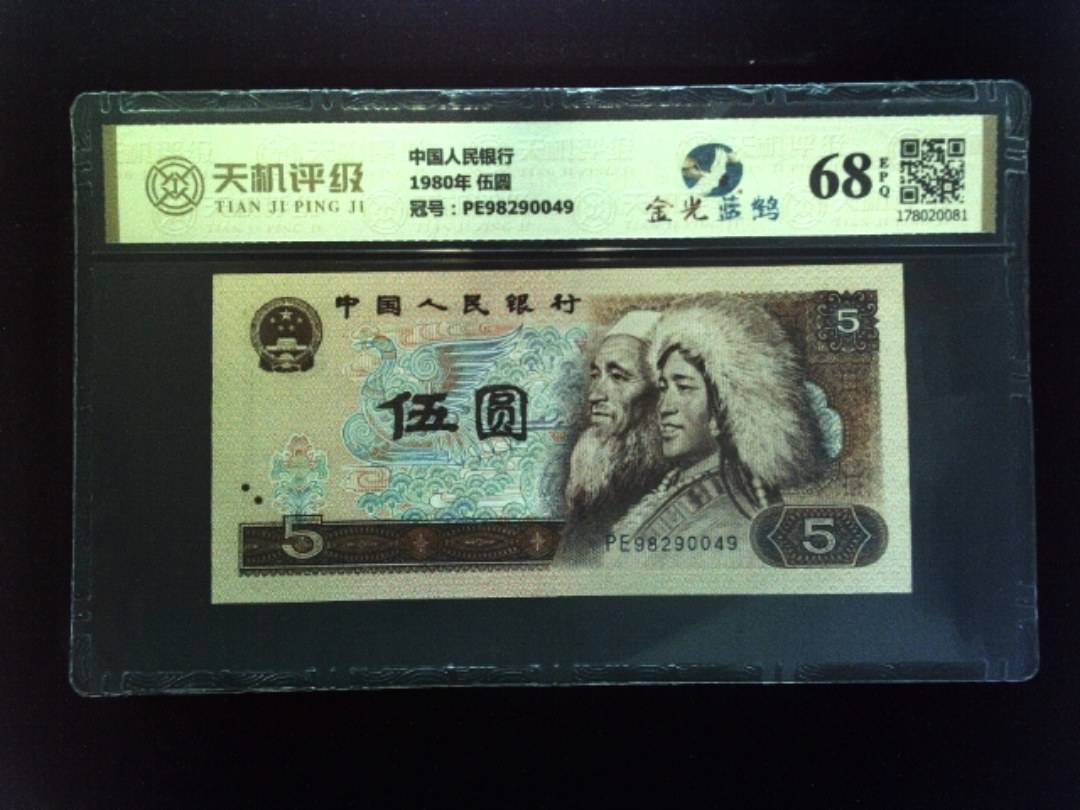 天机评级
TIAN JI PING JI
中国人民银行
1980年 伍圆
冠号：PE98290049
金光蓝鹤
68
EPQ
178020081
中国人民银行
5
伍圆
5
PE98290049
5